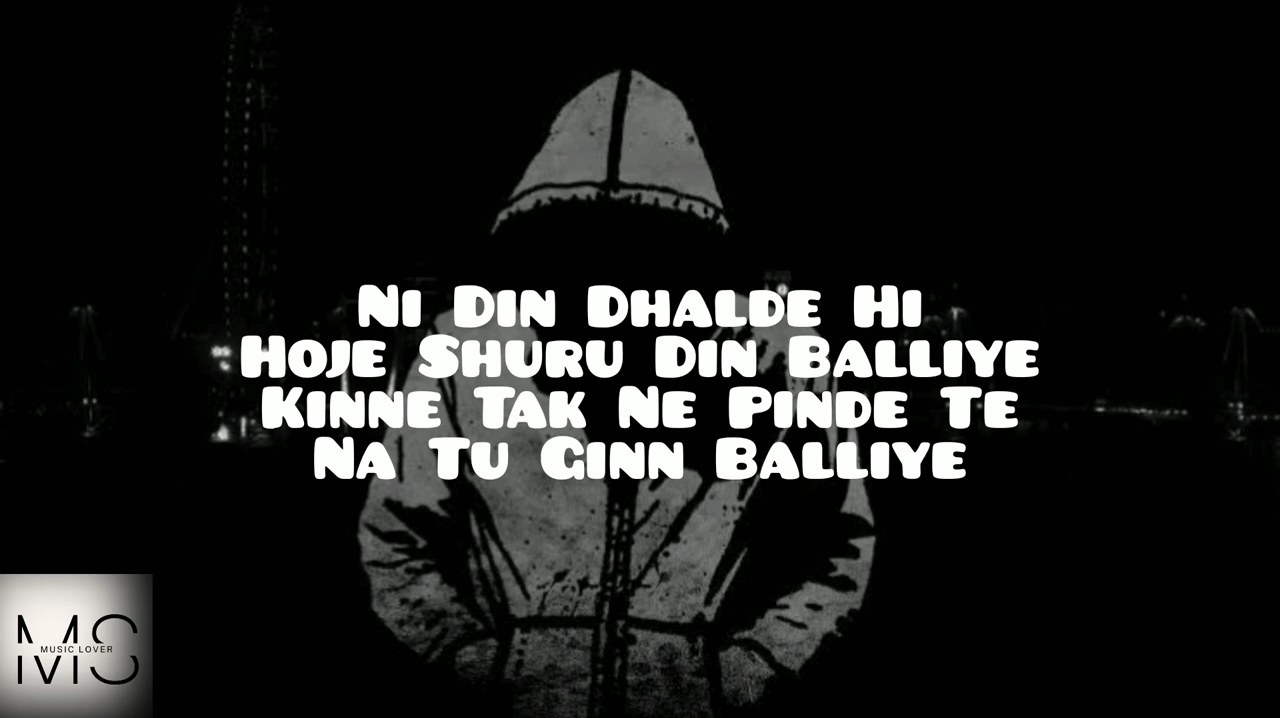 Ni Din Dhalde Hi
Hoje Shuru Din Balliye
Kinne Tak Ne Pinde Te
Na Tu Ginn Balliye
MS
MUSIC LOVER